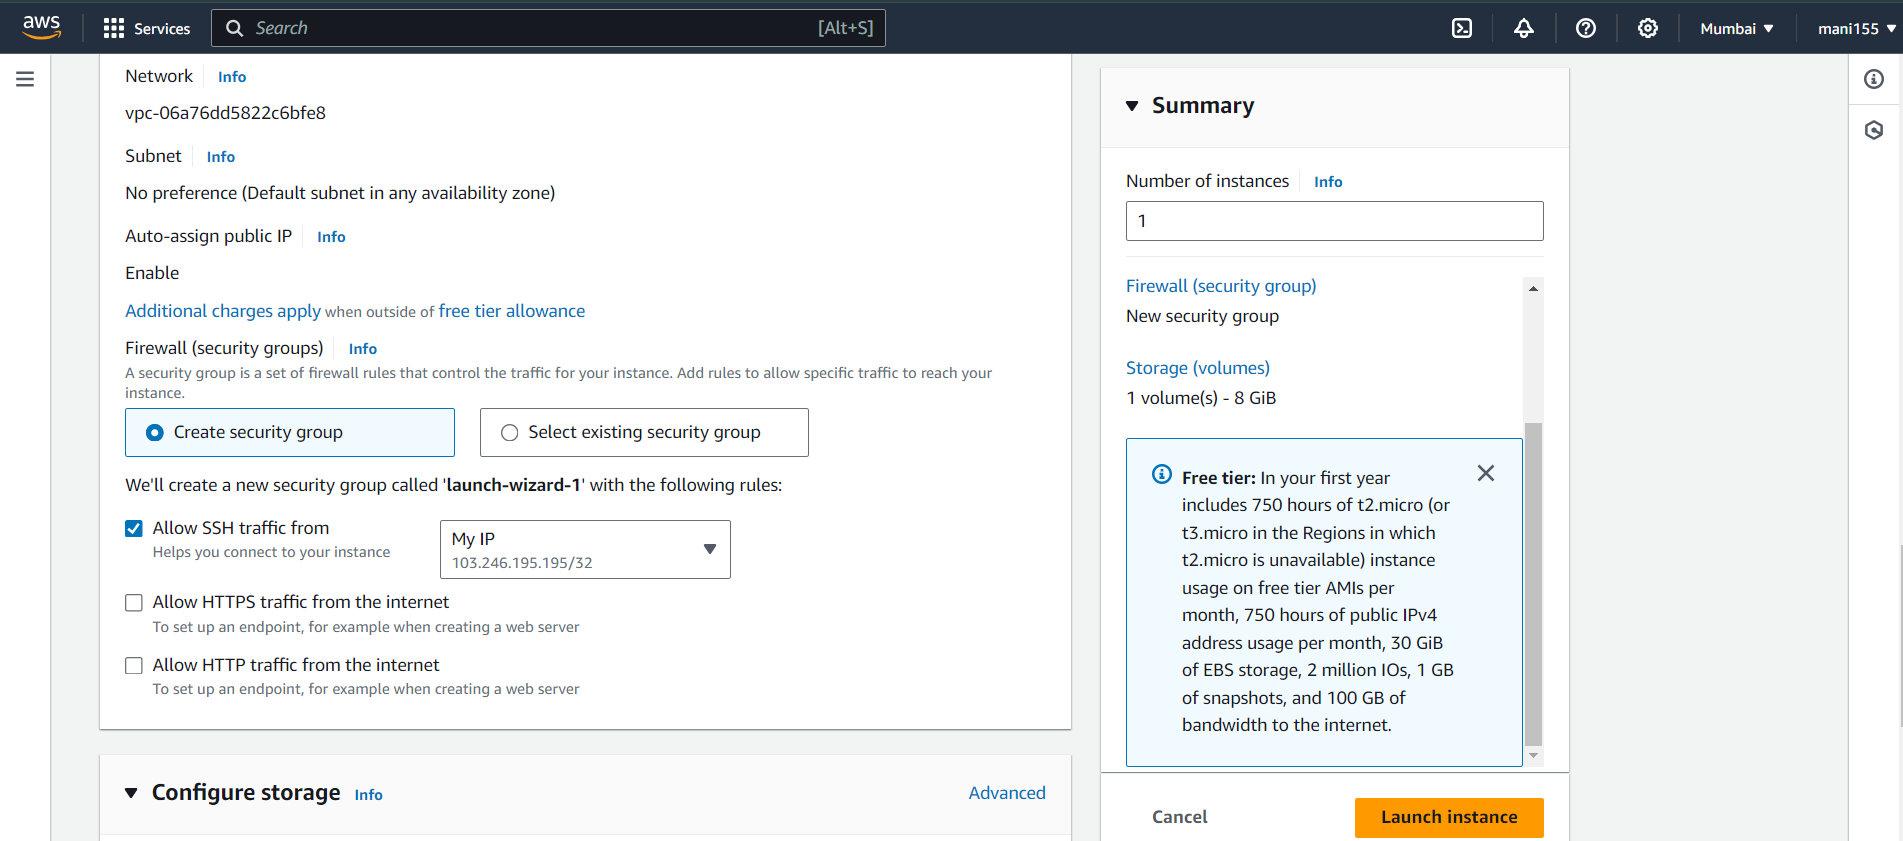 aws
Services
Search
[Alt+S]
Mumbai
mani155
Network Info
vpc-06a76dd5822c6bfe8
Subnet Info
No preference (Default subnet in any availability zone)
Auto-assign public IP Info
Enable
Additional charges apply when outside of free tier allowance
Firewall (security groups) Info
A security group is a set of firewall rules that control the traffic for your instance. Add rules to allow specific traffic to reach your
instance.
Create security group
Select existing security group
We'll create a new security group called 'launch-wizard-1' with the following rules:
Allow SSH traffic from
Helps you connect to your instance
My IP
103.246.195.195/32
Allow HTTPS traffic from the internet
To set up an endpoint, for example when creating a web server
Allow HTTP traffic from the internet
To set up an endpoint, for example when creating a web server
Configure storage Info
Advanced
Summary
Number of instances Info
1
Firewall (security group)
New security group
Storage (volumes)
1 volume(s) - 8 GiB
Free tier: In your first year
includes 750 hours of t2.micro (or
t3.micro in the Regions in which
t2.micro is unavailable) instance
usage on free tier AMIs per
month, 750 hours of public IPv4
address usage per month, 30 GiB
of EBS storage, 2 million IOs, 1 GB
of snapshots, and 100 GB of
bandwidth to the internet.
Cancel
Launch instance